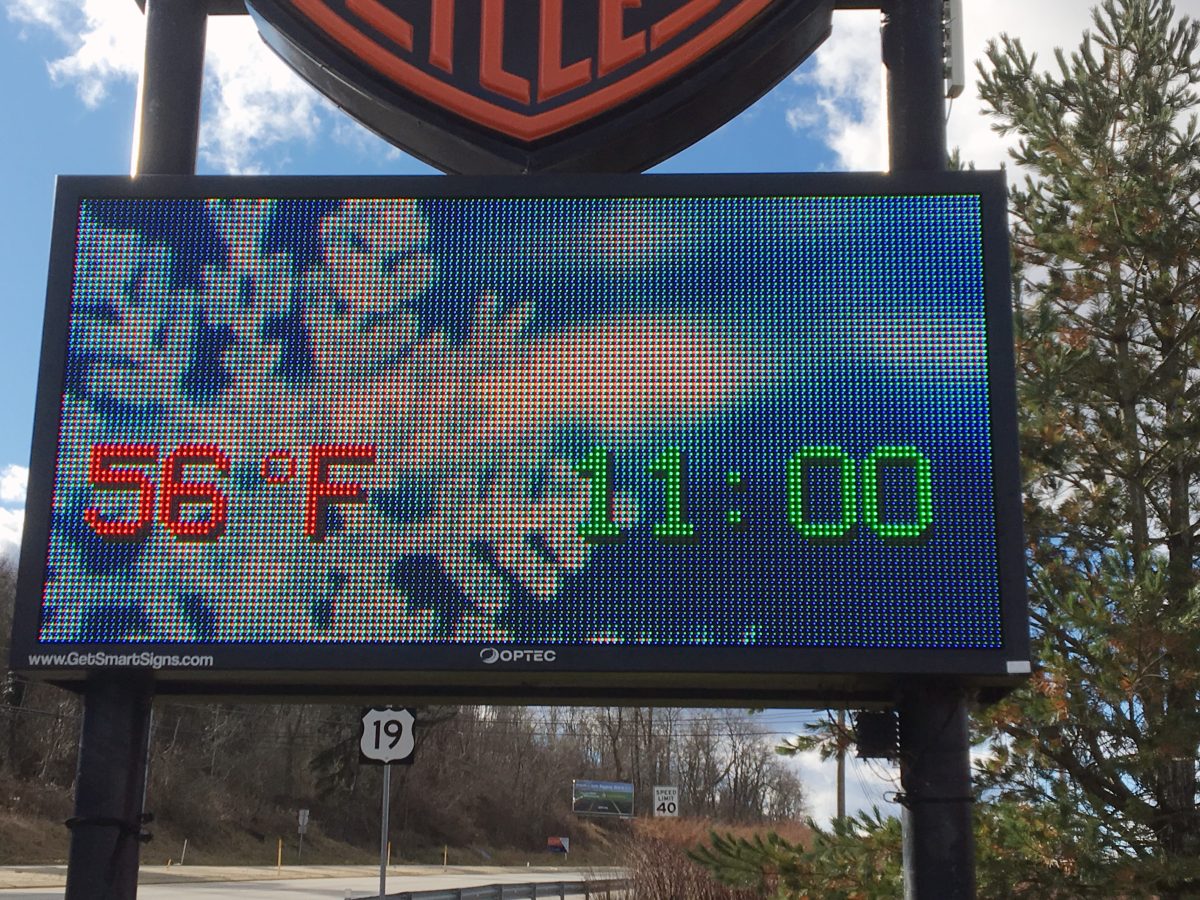 56 °F 11:00
www.GetSmartSigns.com OPTEC
19
SPEED
LIMIT
40